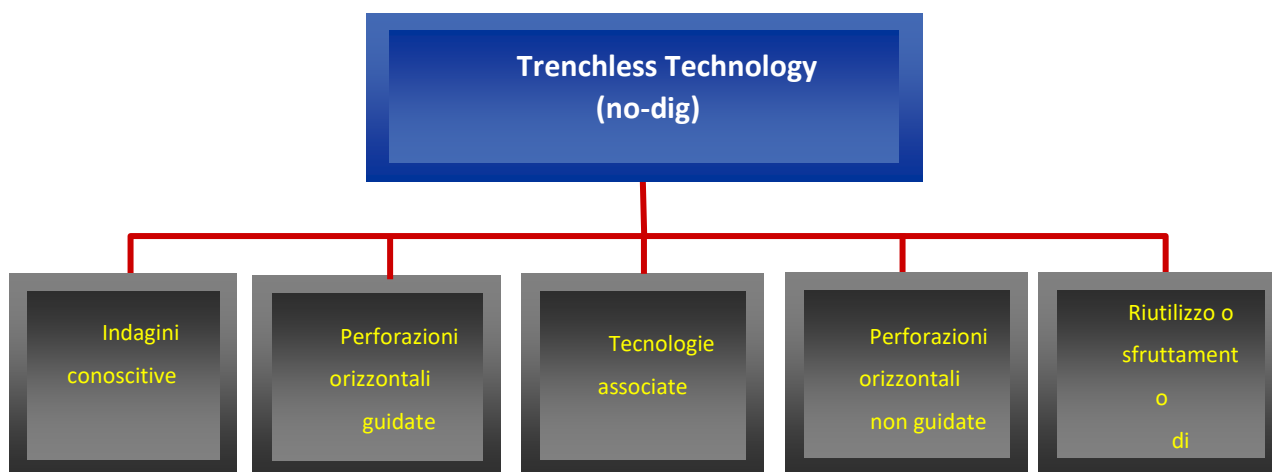 Trenchless Technology
(no-dig)
Indagini
conoscitive
Perforazioni
orizzontali
guidate
Tecnologie
associate
Perforazioni
orizzontali
non guidate
Riutilizzo o
sfruttament
o
di